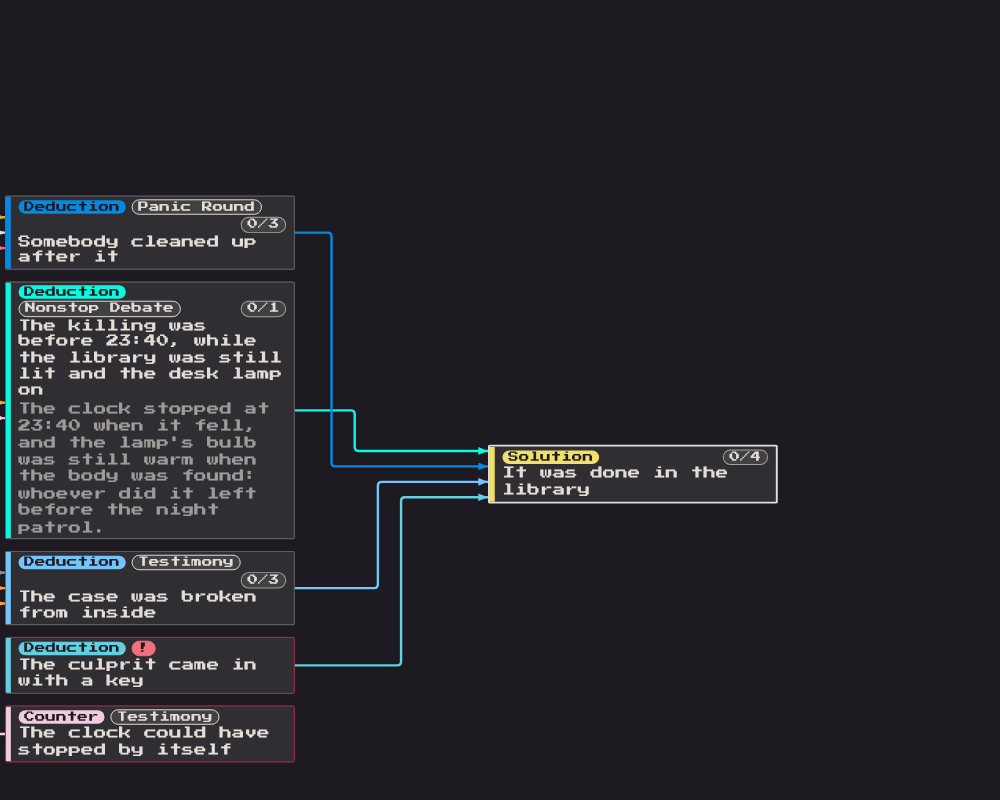 Deduction Panic Round
0/3
Somebody cleaned up
after it
Deduction
Nonstop Debate 0/1
The killing was
before 23:40, while
the library was still
lit and the desk lamp
on
The clock stopped at
23:40 when it fell,
and the lamp's bulb
was still warm when
the body was found:
whoever did it left
before the night
patrol.
Deduction Testimony
0/3
The case was broken
from inside
Deduction !
The culprit came in
with a key
Counter Testimony
The clock could have
stopped by itself
Solution 0/4
It was done in the
library